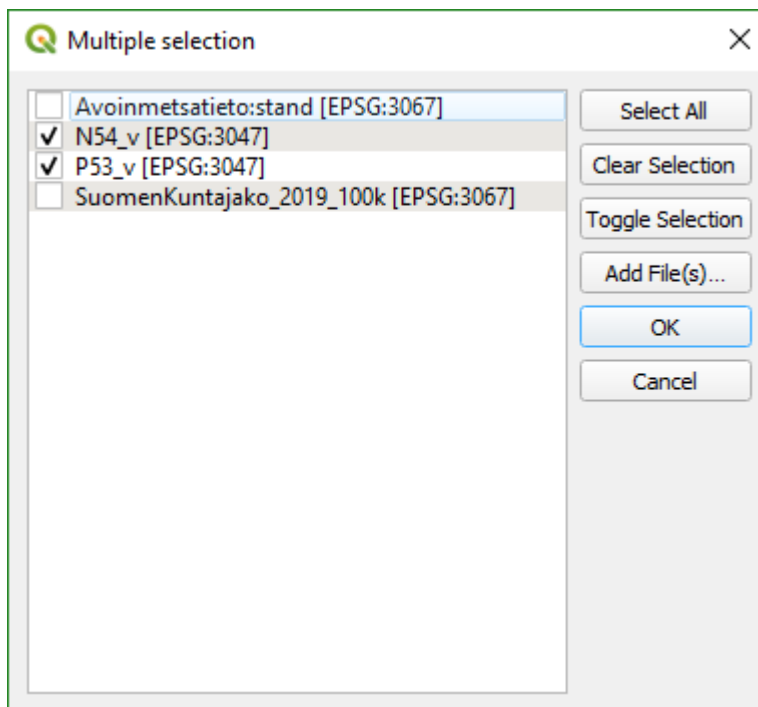 Multiple selection
Avoinmetsatieto:stand [EPSG:3067]
N54_v [EPSG:3047]
P53_v [EPSG:3047]
SuomenKuntajako_2019_100k [EPSG:3067]
Select All
Clear Selection
Toggle Selection
Add File(s)...
OK
Cancel